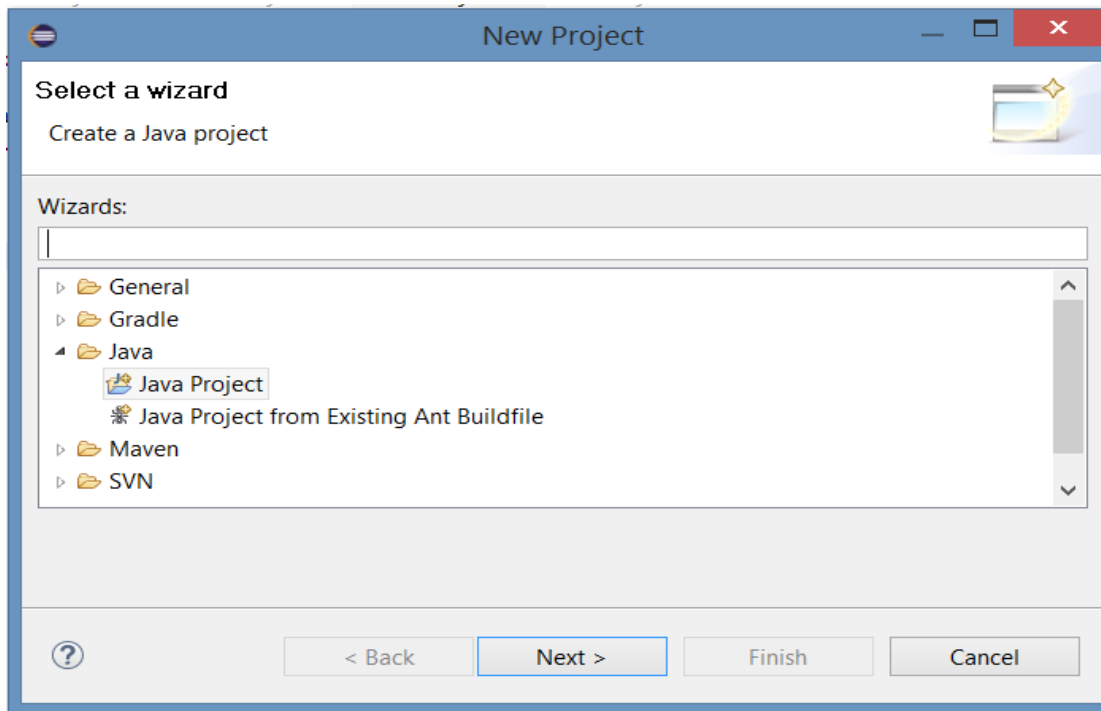 New Project
Select a wizard
Create a Java project
Wizards:
General
Gradle
Java
Java Project
Java Project from Existing Ant Buildfile
Maven
SVN
?
< Back
Next >
Finish
Cancel